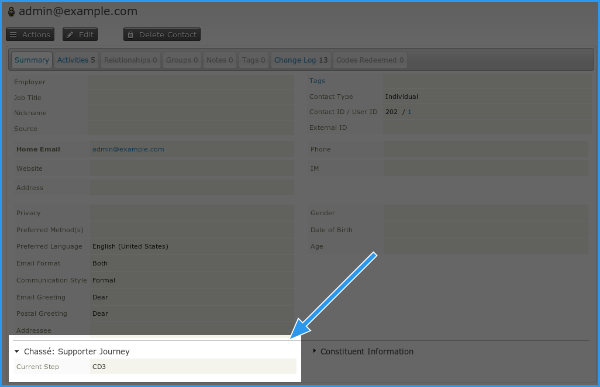 admin@example.com
Actions Edit Delete Contact
Summary Activities 5 Relationships 0 Groups 0 Notes 0 Tags 0 Change Log 13 Codes Redeemed 0
Employer
Job Title
Nickname
Source
Tags
Contact Type Individual
Contact ID / User ID 202 / 1
External ID
Home Email admin@example.com
Website
Address
Phone
IM
Privacy
Preferred Method(s)
Preferred Language English (United States)
Email Format Both
Communication Style Formal
Email Greeting Dear
Postal Greeting Dear
Addressee
Gender
Date of Birth
Age
Chassé: Supporter Journey
Current Step CD3
Constituent Information